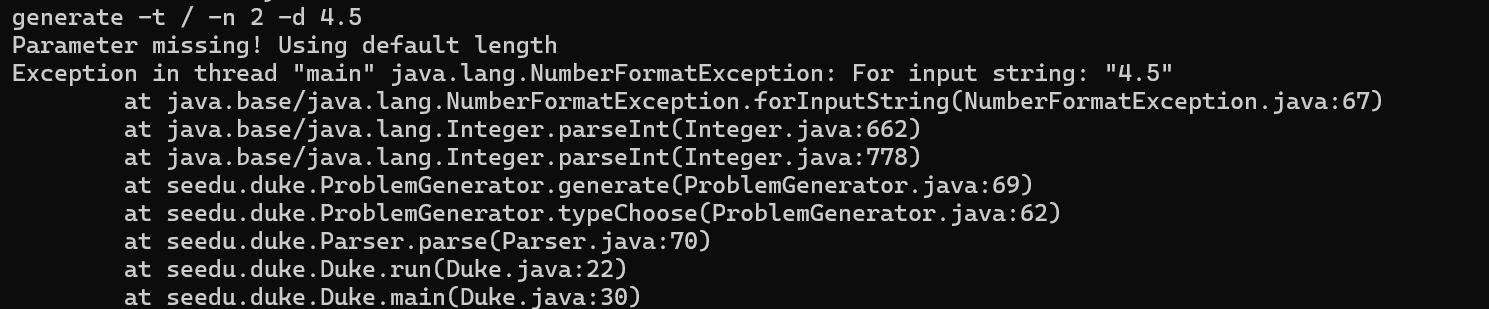 generate -t / -n 2 -d 4.5
Parameter missing! Using default length
Exception in thread "main" java.lang.NumberFormatException: For input string: "4.5"
        at java.base/java.lang.NumberFormatException.forInputString(NumberFormatException.java:67)
        at java.base/java.lang.Integer.parseInt(Integer.java:662)
        at java.base/java.lang.Integer.parseInt(Integer.java:778)
        at seedu.duke.ProblemGenerator.generate(ProblemGenerator.java:69)
        at seedu.duke.ProblemGenerator.typeChoose(ProblemGenerator.java:62)
        at seedu.duke.Parser.parse(Parser.java:70)
        at seedu.duke.Duke.run(Duke.java:22)
        at seedu.duke.Duke.main(Duke.java:30)